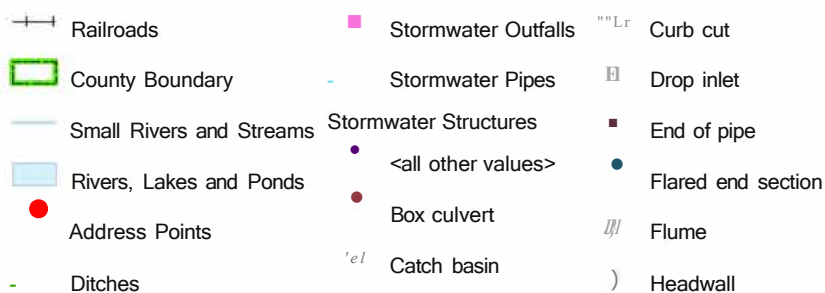 Railroads
County Boundary
Small Rivers and Streams
Rivers, Lakes and Ponds
Address Points
Ditches
Stormwater Outfalls
Stormwater Pipes
Stormwater Structures
<all other values>
Box culvert
Catch basin
Curb cut
Drop inlet
End of pipe
Flared end section
Flume
Headwall